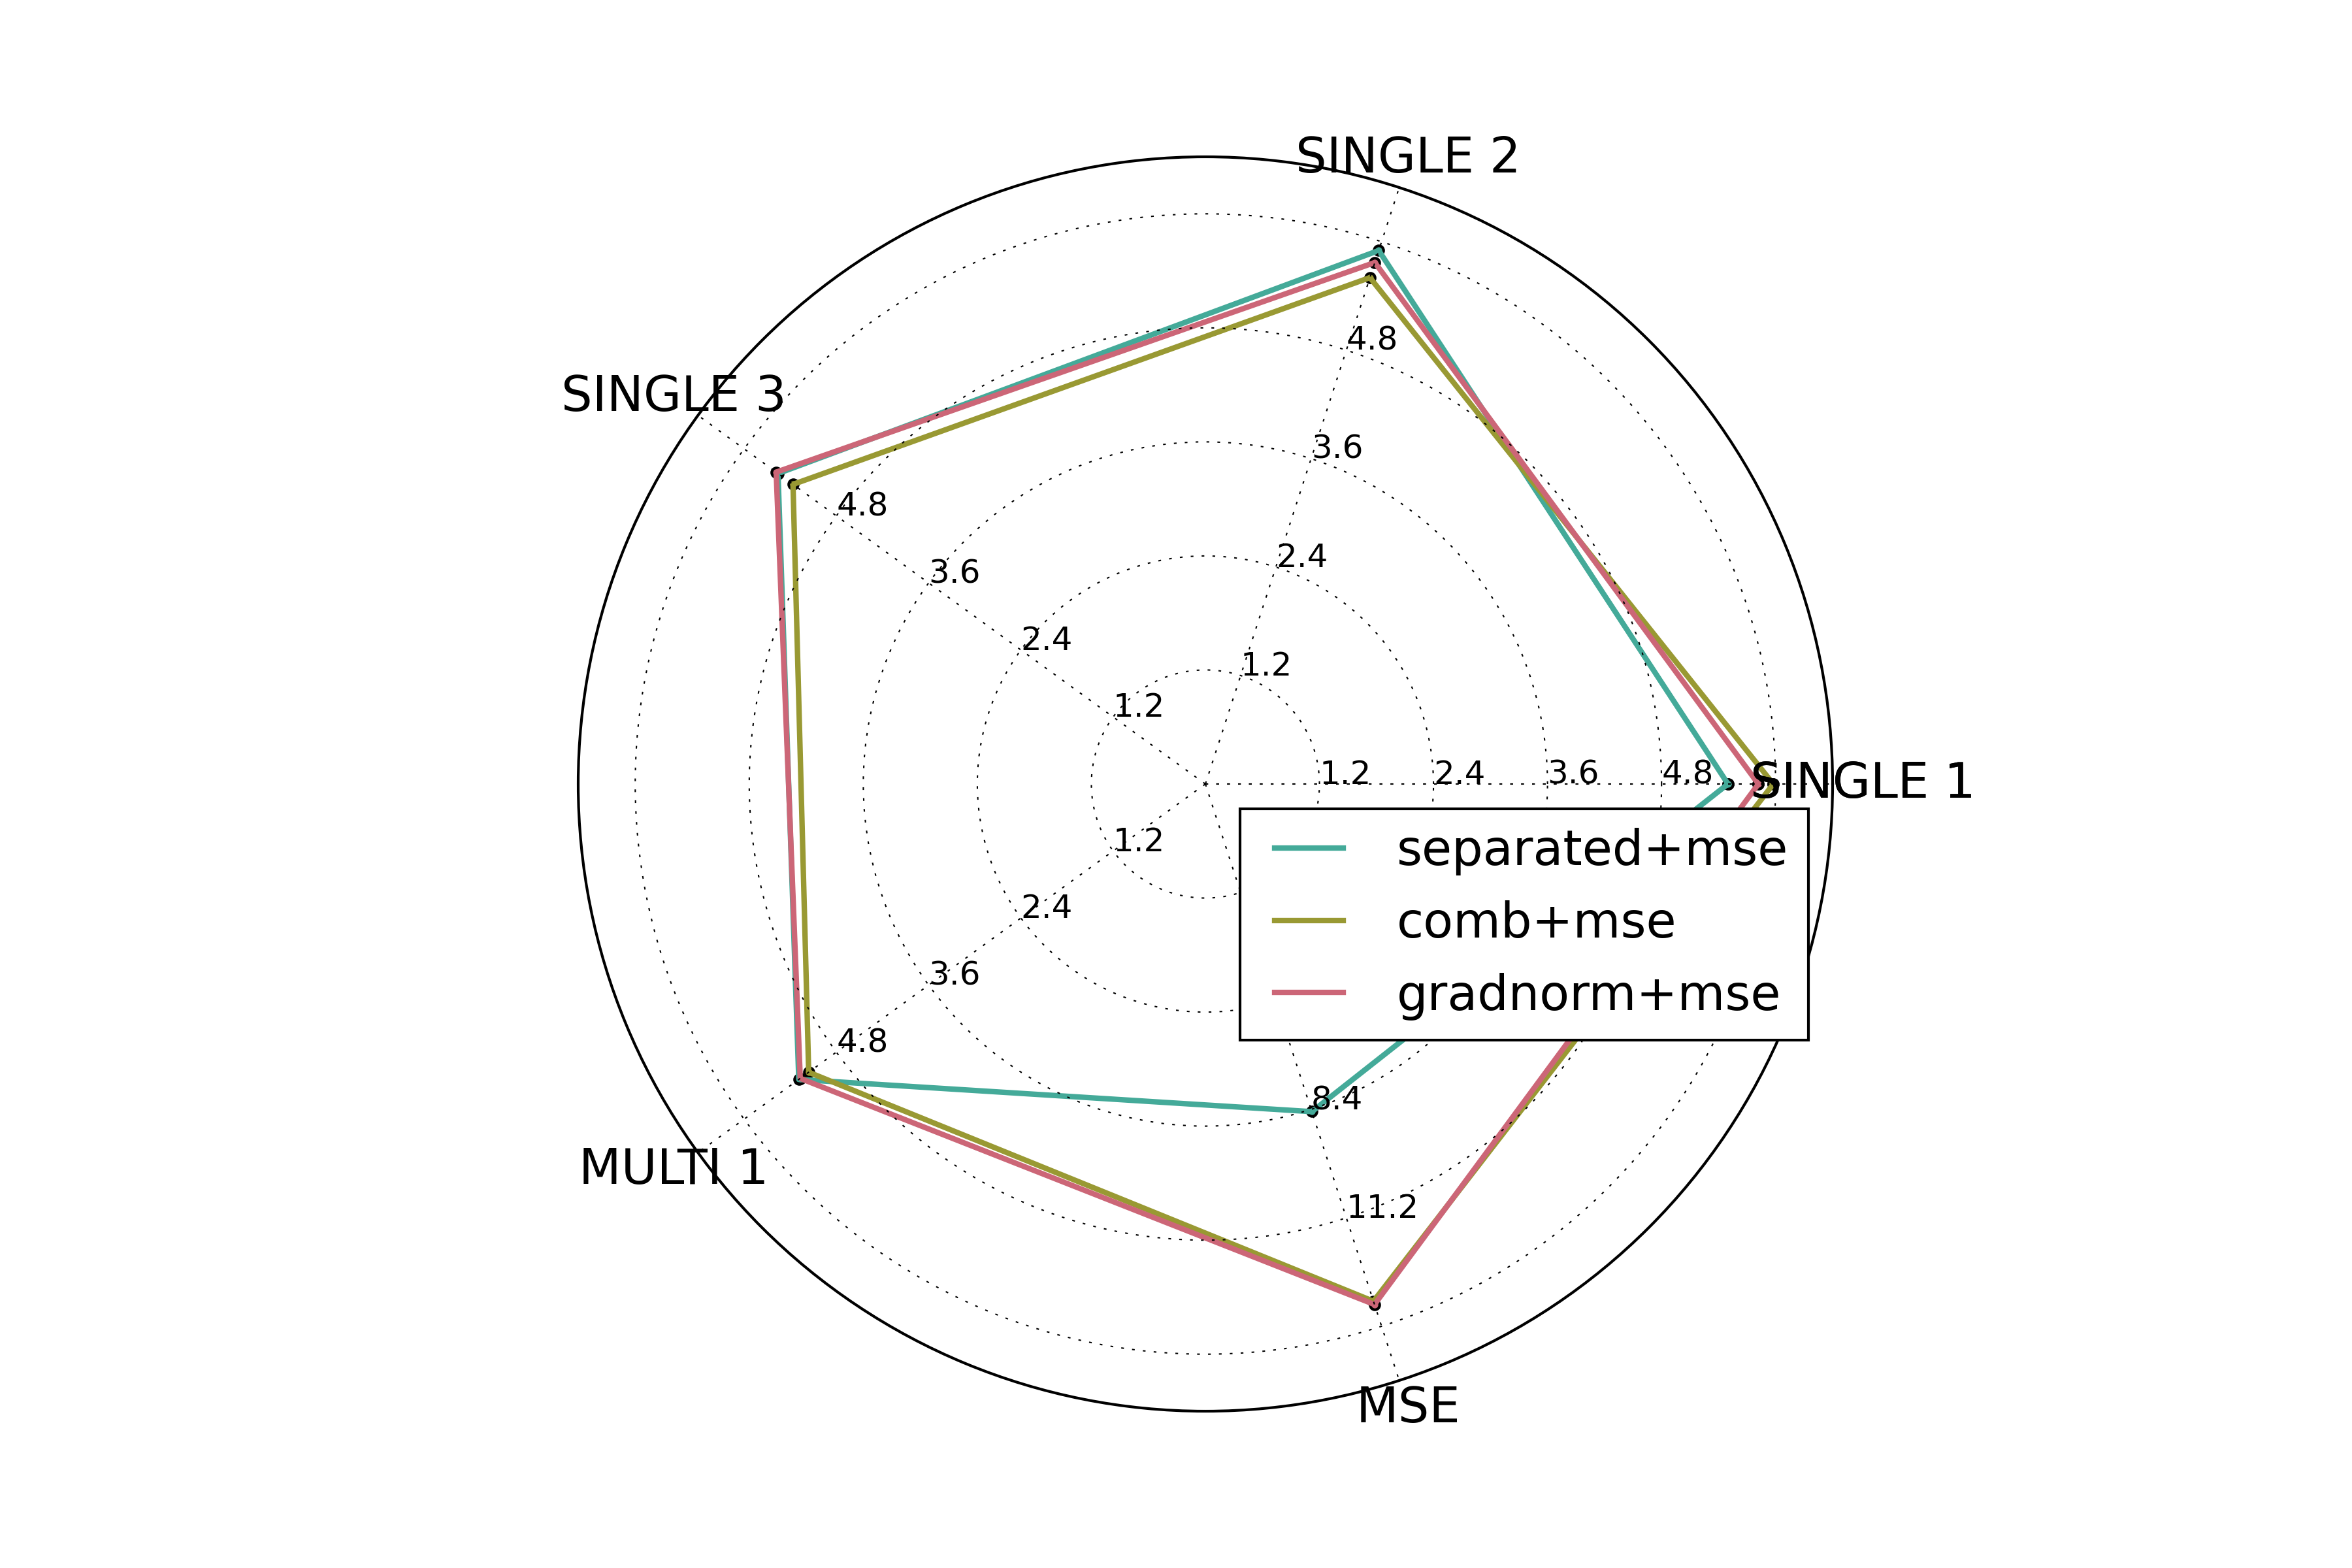 SINGLE 2
SINGLE 3
4.8
3.6
4.8
2.4
3.6
2.4
1.2
1.2
1.2 2.4 3.6 4.8 SINGLE 1
1.2
2.4
3.6
4.8
separated+mse
comb+mse
gradnorm+mse
8.4
MULTI 1
11.2
MSE